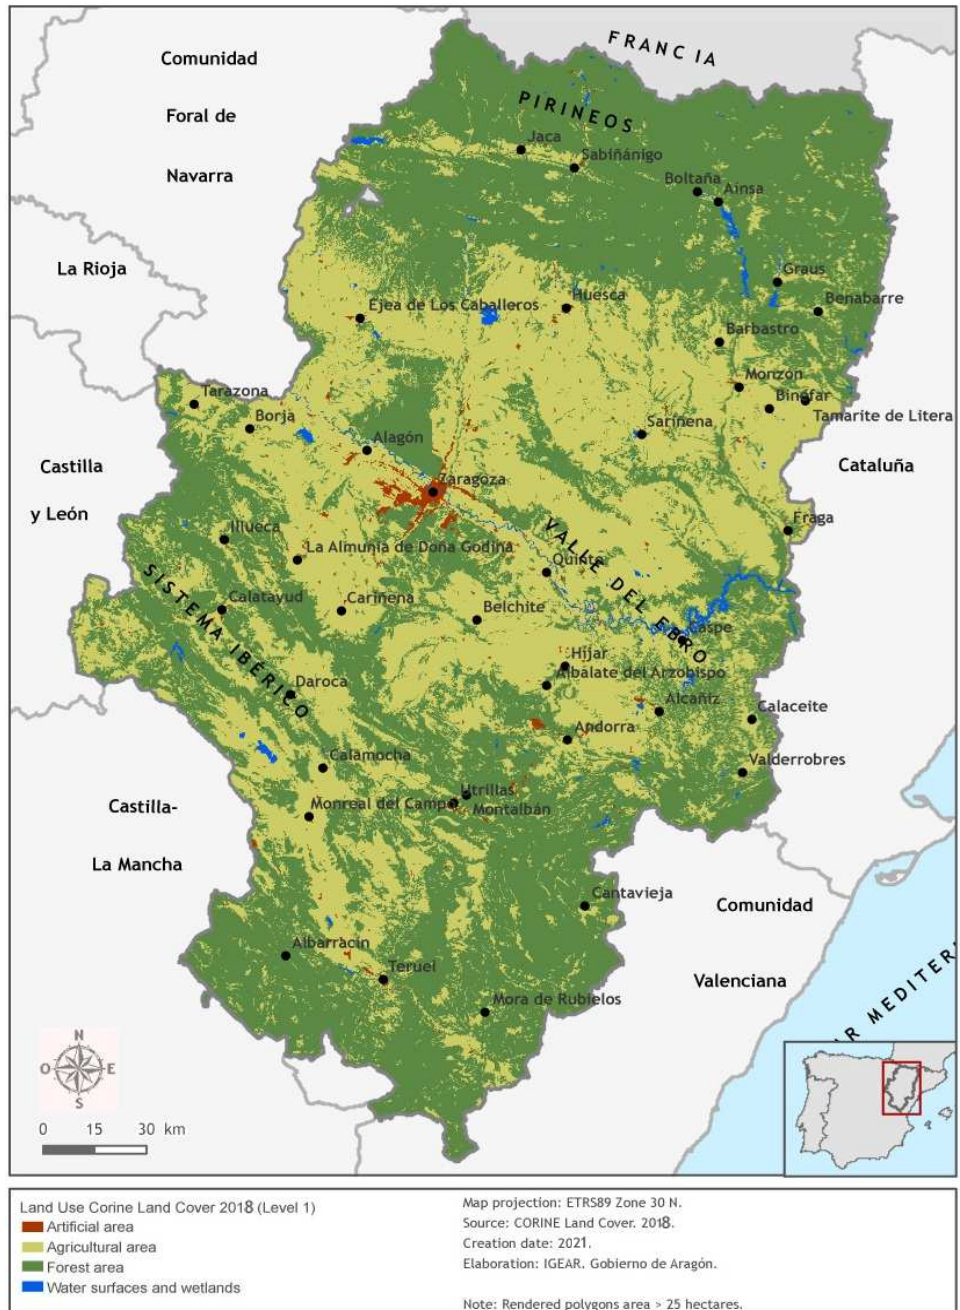 FRANCIA
Comunidad
Foral de
Navarra
PIRINEOS
Jaca
Sabiñánigo
Boltaña
Aínsa
La Rioja
Graus
Benabarre
Ejea de Los Caballeros
Huesca
Barbastro
Monzón
Binéfar
Tamarite de Litera
Tarazona
Borja
Sariñena
Alagón
Castilla
y León
Cataluña
Zaragoza
Fraga
Illueca
La Almunia de Doña Godina
VALLE DEL EBRO
Quinto
SISTEMA IBÉRICO
Calatayud
Cariñena
Belchite
Caspe
Híjar
Albalate del Arzobispo
Daroca
Alcañiz
Calaceite
Andorra
Calamocha
Valderrobres
Utrillas
Monreal del Campo
Montalbán
Castilla-
La Mancha
Cantavieja
Comunidad
Valenciana
Albarracín
Teruel
Mora de Rubielos
AR MEDITER
N
O E
S
0 15 30 km
Land Use Corine Land Cover 2018 (Level 1)
Artificial area
Agricultural area
Forest area
Water surfaces and wetlands
Map projection: ETRS89 Zone 30 N.
Source: CORINE Land Cover. 2018.
Creation date: 2021.
Elaboration: IGEAR. Gobierno de Aragón.
Note: Rendered polygons area > 25 hectares.